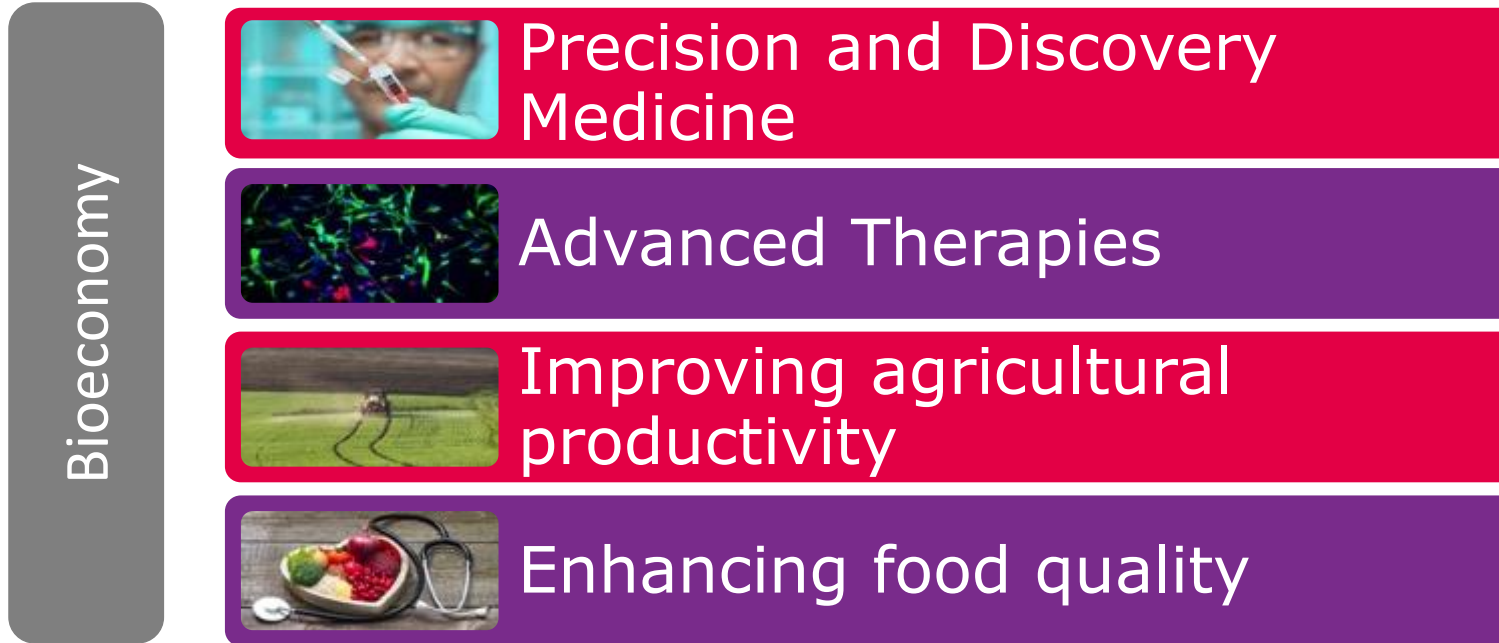 Bioeconomy
Precision and Discovery
Medicine
Advanced Therapies
Improving agricultural
productivity
Enhancing food quality